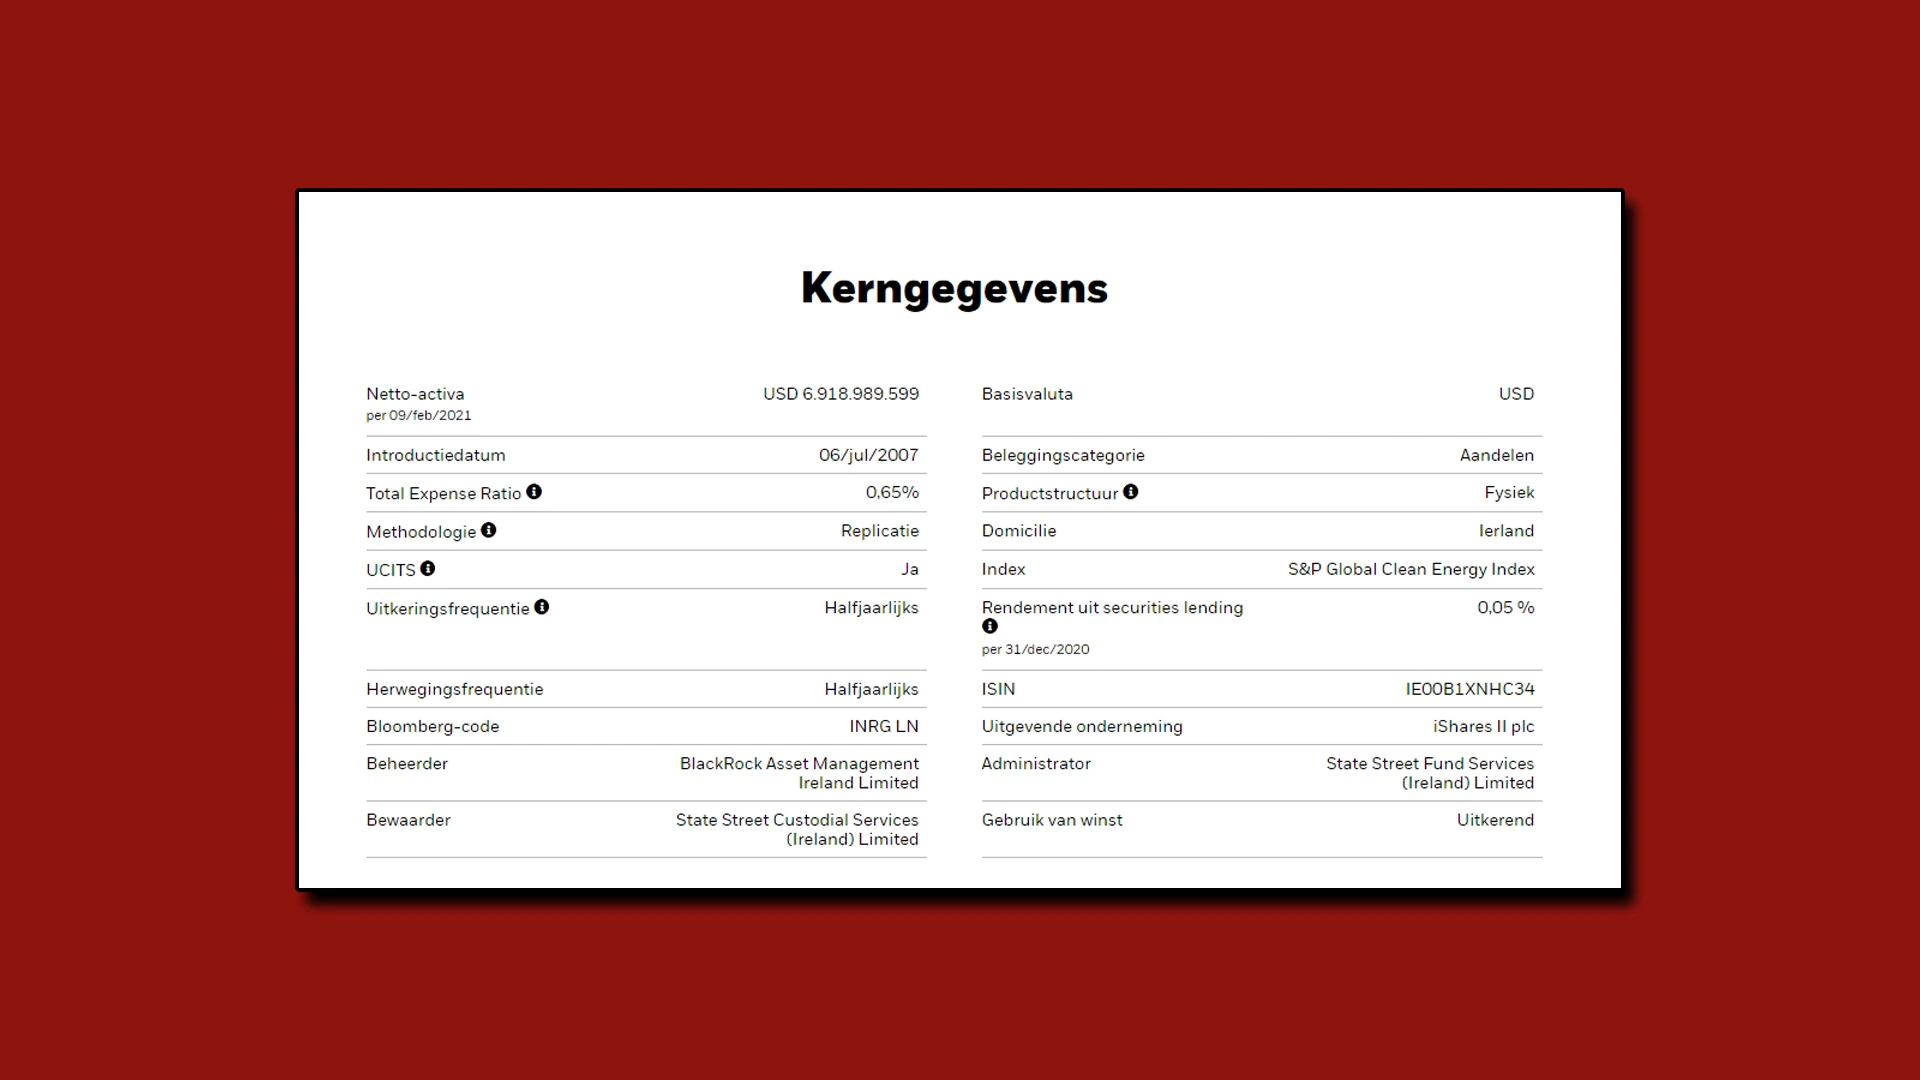 Kerngegevens
Netto-activa USD 6.918.989.599
per 09/feb/2021
Introductiedatum 06/jul/2007
Total Expense Ratio 0,65%
Methodologie Replicatie
UCITS Ja
Uitkeringsfrequentie Halfjaarlijks
Herwegingsfrequentie Halfjaarlijks
Bloomberg-code INRG LN
Beheerder BlackRock Asset Management
Ireland Limited
Bewaarder State Street Custodial Services
(Ireland) Limited
Basisvaluta USD
Beleggingscategorie Aandelen
Productstructuur Fysiek
Domicilie Ierland
Index S&P Global Clean Energy Index
Rendement uit securities lending 0,05 %
per 31/dec/2020
ISIN IE00B1XNHC34
Uitgevende onderneming iShares II plc
Administrator State Street Fund Services
(Ireland) Limited
Gebruik van winst Uitkerend